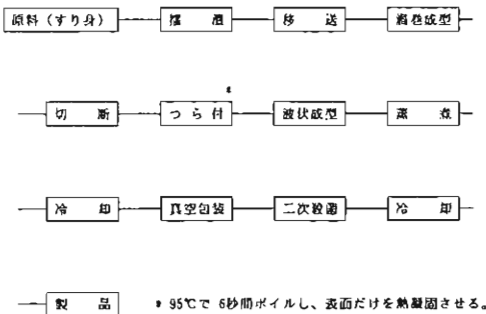 原料(すり身) 擂潰 移送 渦巻成型
*
切断 つら付 波状成型 蒸煮
冷却 真空包装 二次殺菌 冷却
製品 * 95℃で 6秒間ボイルし、表面だけを熱凝固させる。